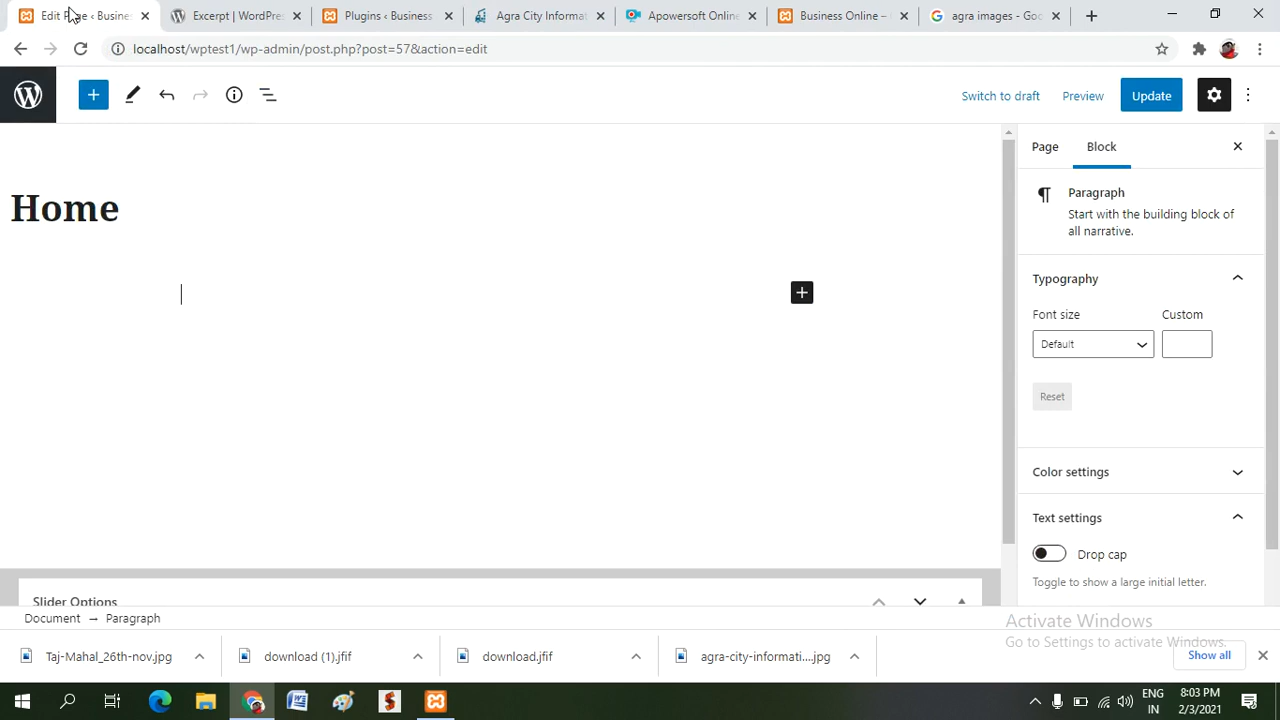 Edit Page ‹ Busines
Excerpt | WordPres
Plugins ‹ Business
Agra City Informat
Apowersoft Online
Business Online –
agra images - Goo
localhost/wptest1/wp-admin/post.php?post=57&action=edit
Switch to draft
Preview
Update
Page
Block
Home
Paragraph
Start with the building block of
all narrative.
Typography
Font size
Custom
Default
Reset
Color settings
Text settings
Drop cap
Toggle to show a large initial letter.
Slider Options
Document → Paragraph
Activate Windows
Go to Settings to activate Windows.
Taj-Mahal_26th-nov.jpg
download (1).jfif
download.jfif
agra-city-informati....jpg
Show all
ENG
IN
8:03 PM
2/3/2021